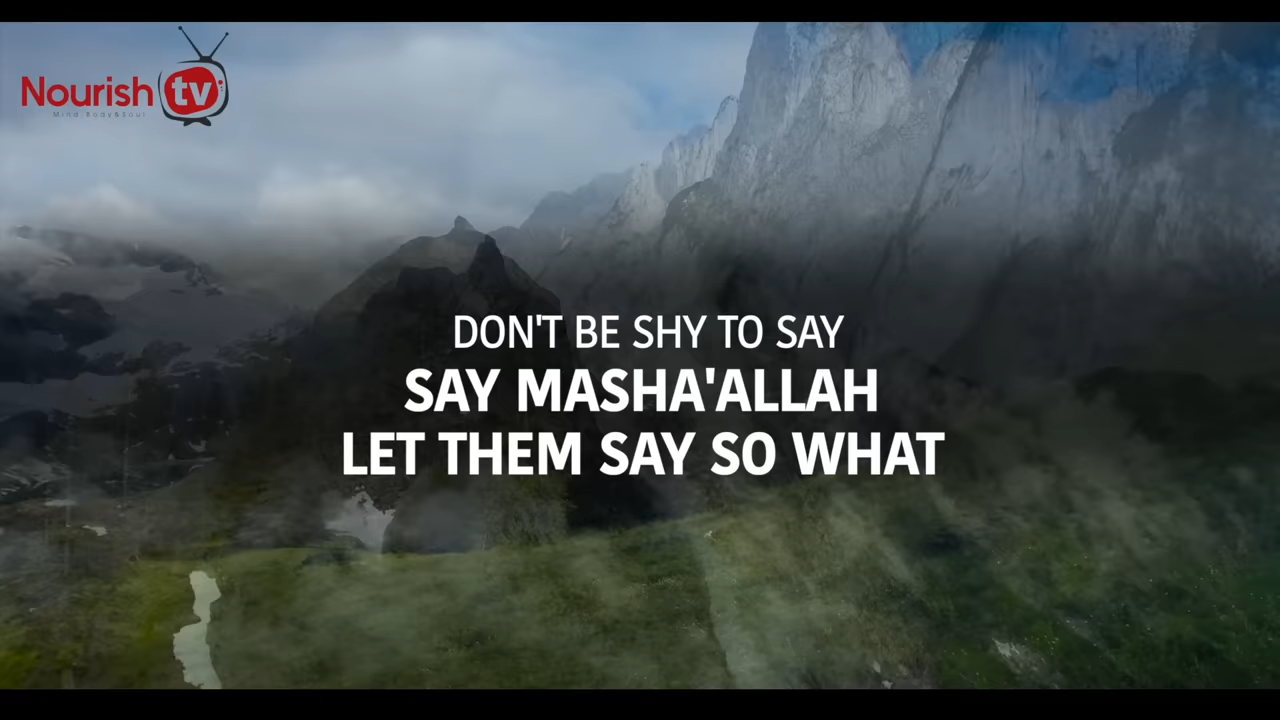 Nourish tv
Mind, Body & Soul
DON'T BE SHY TO SAY
SAY MASHA'ALLAH
LET THEM SAY SO WHAT